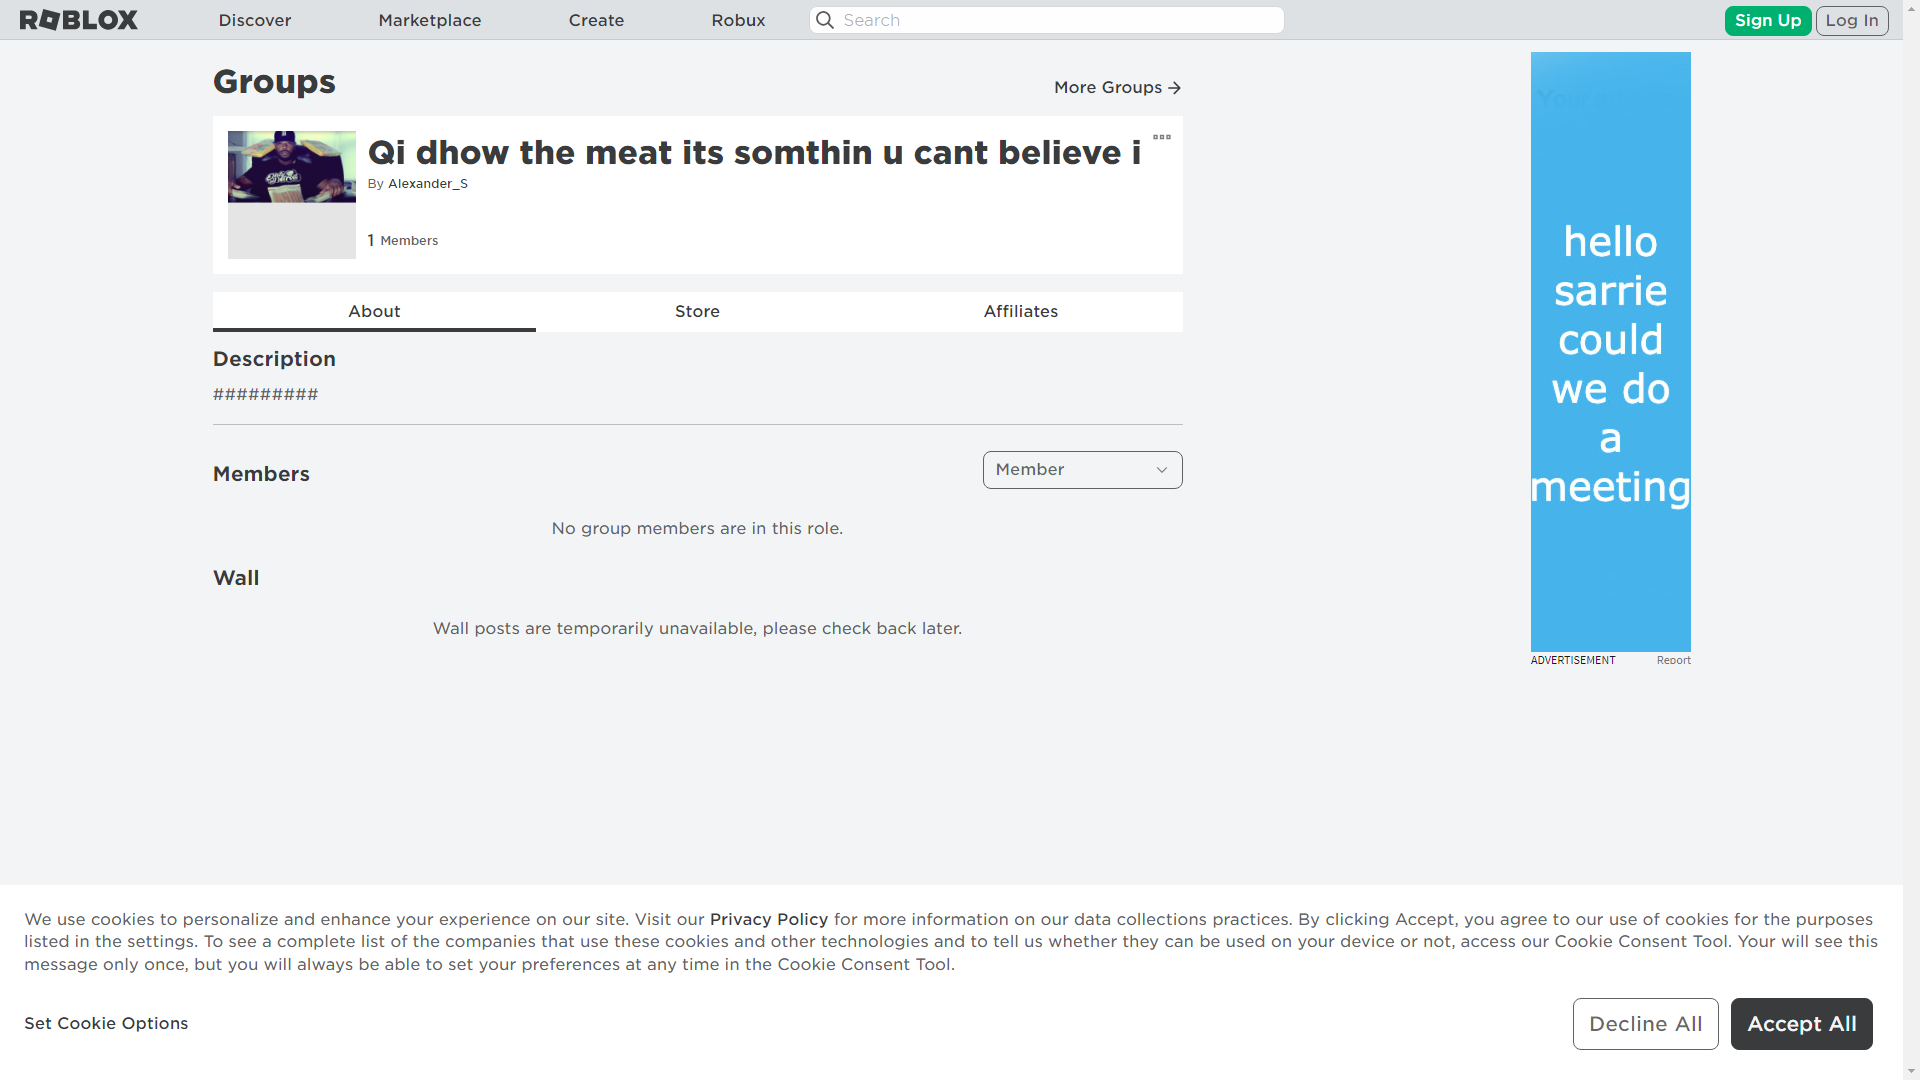 ROBLOX
Discover
Marketplace
Create
Robux
Search
Sign Up
Log In
Groups
More Groups
Qi dhow the meat its somthin u cant believe i
By Alexander_S
1 Members
About
Store
Affiliates
Description
#########
Members
Member
No group members are in this role.
Wall
Wall posts are temporarily unavailable, please check back later.
hello
sarrie
could
we do
a
meeting
ADVERTISEMENT
Report
We use cookies to personalize and enhance your experience on our site. Visit our Privacy Policy for more information on our data collections practices. By clicking Accept, you agree to our use of cookies for the purposes
listed in the settings. To see a complete list of the companies that use these cookies and other technologies and to tell us whether they can be used on your device or not, access our Cookie Consent Tool. Your will see this
message only once, but you will always be able to set your preferences at any time in the Cookie Consent Tool.
Set Cookie Options
Decline All
Accept All